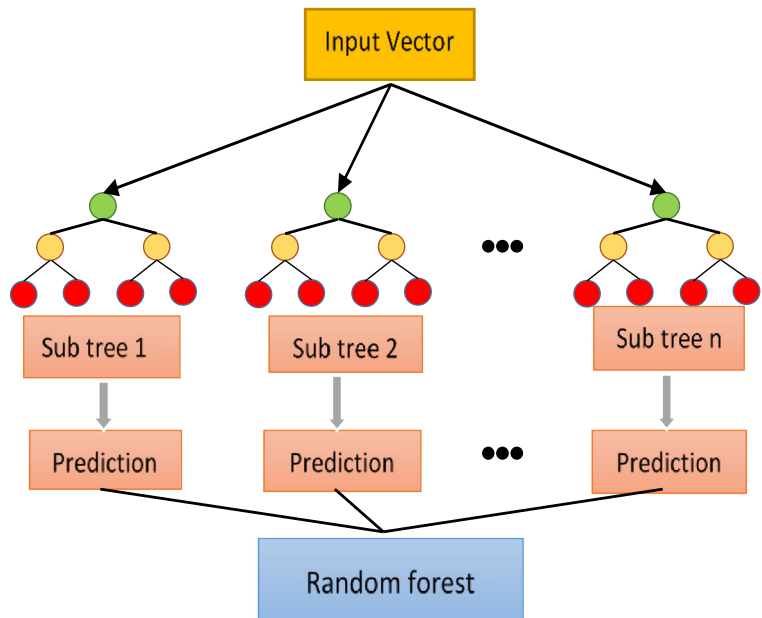 Input Vector
Sub tree 1
Sub tree 2
Sub tree n
Prediction
Prediction
Prediction
Random forest